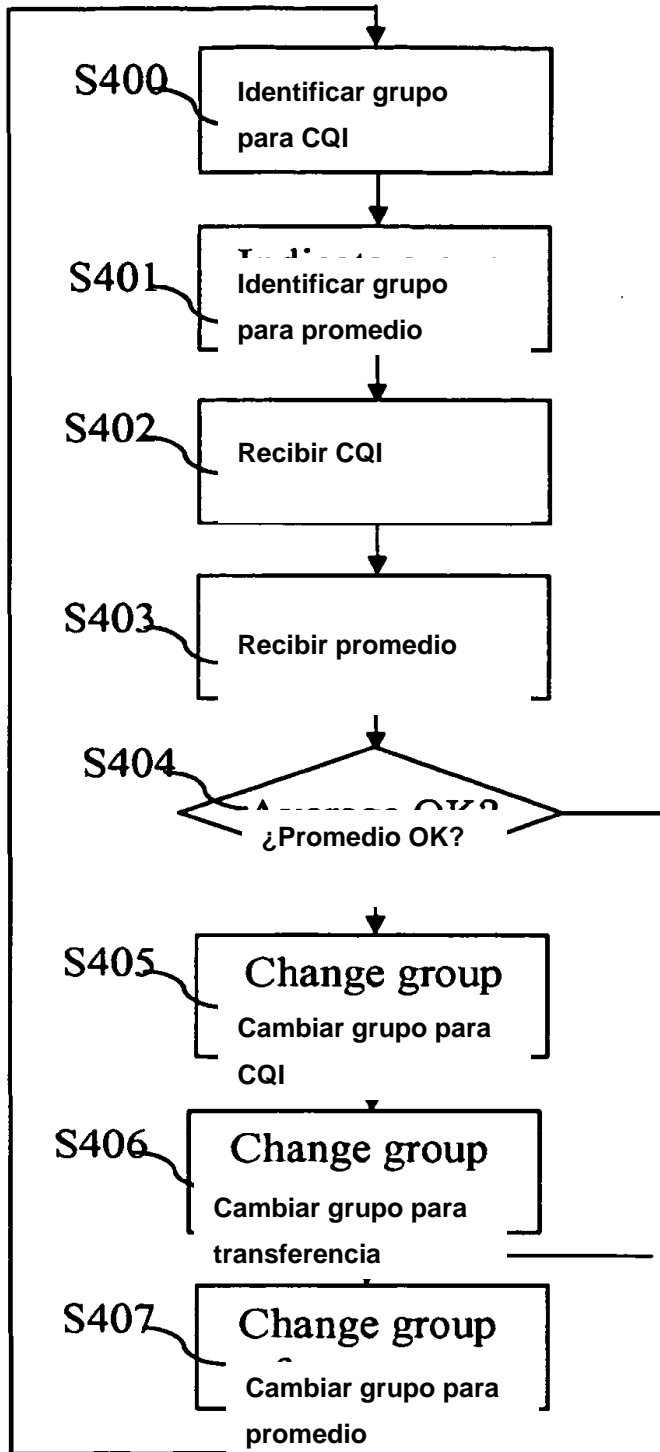 S400
Identificar grupo
para CQI
S401
Identificar grupo
para promedio
S402
Recibir CQI
S403
Recibir promedio
S404
¿Promedio OK?
S405
Change group
Cambiar grupo para
CQI
S406
Change group
Cambiar grupo para
transferencia
S407
Change group
Cambiar grupo para
promedio